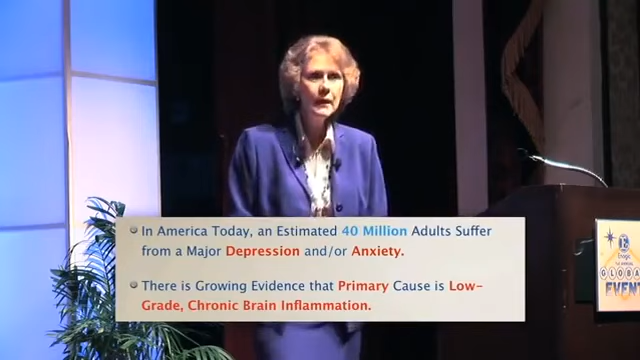 In America Today, an Estimated 40 Million Adults Suffer
from a Major Depression and/or Anxiety.
There is Growing Evidence that Primary Cause is Low-
Grade, Chronic Brain Inflammation.
Enagic
GLOBAL
EVENT